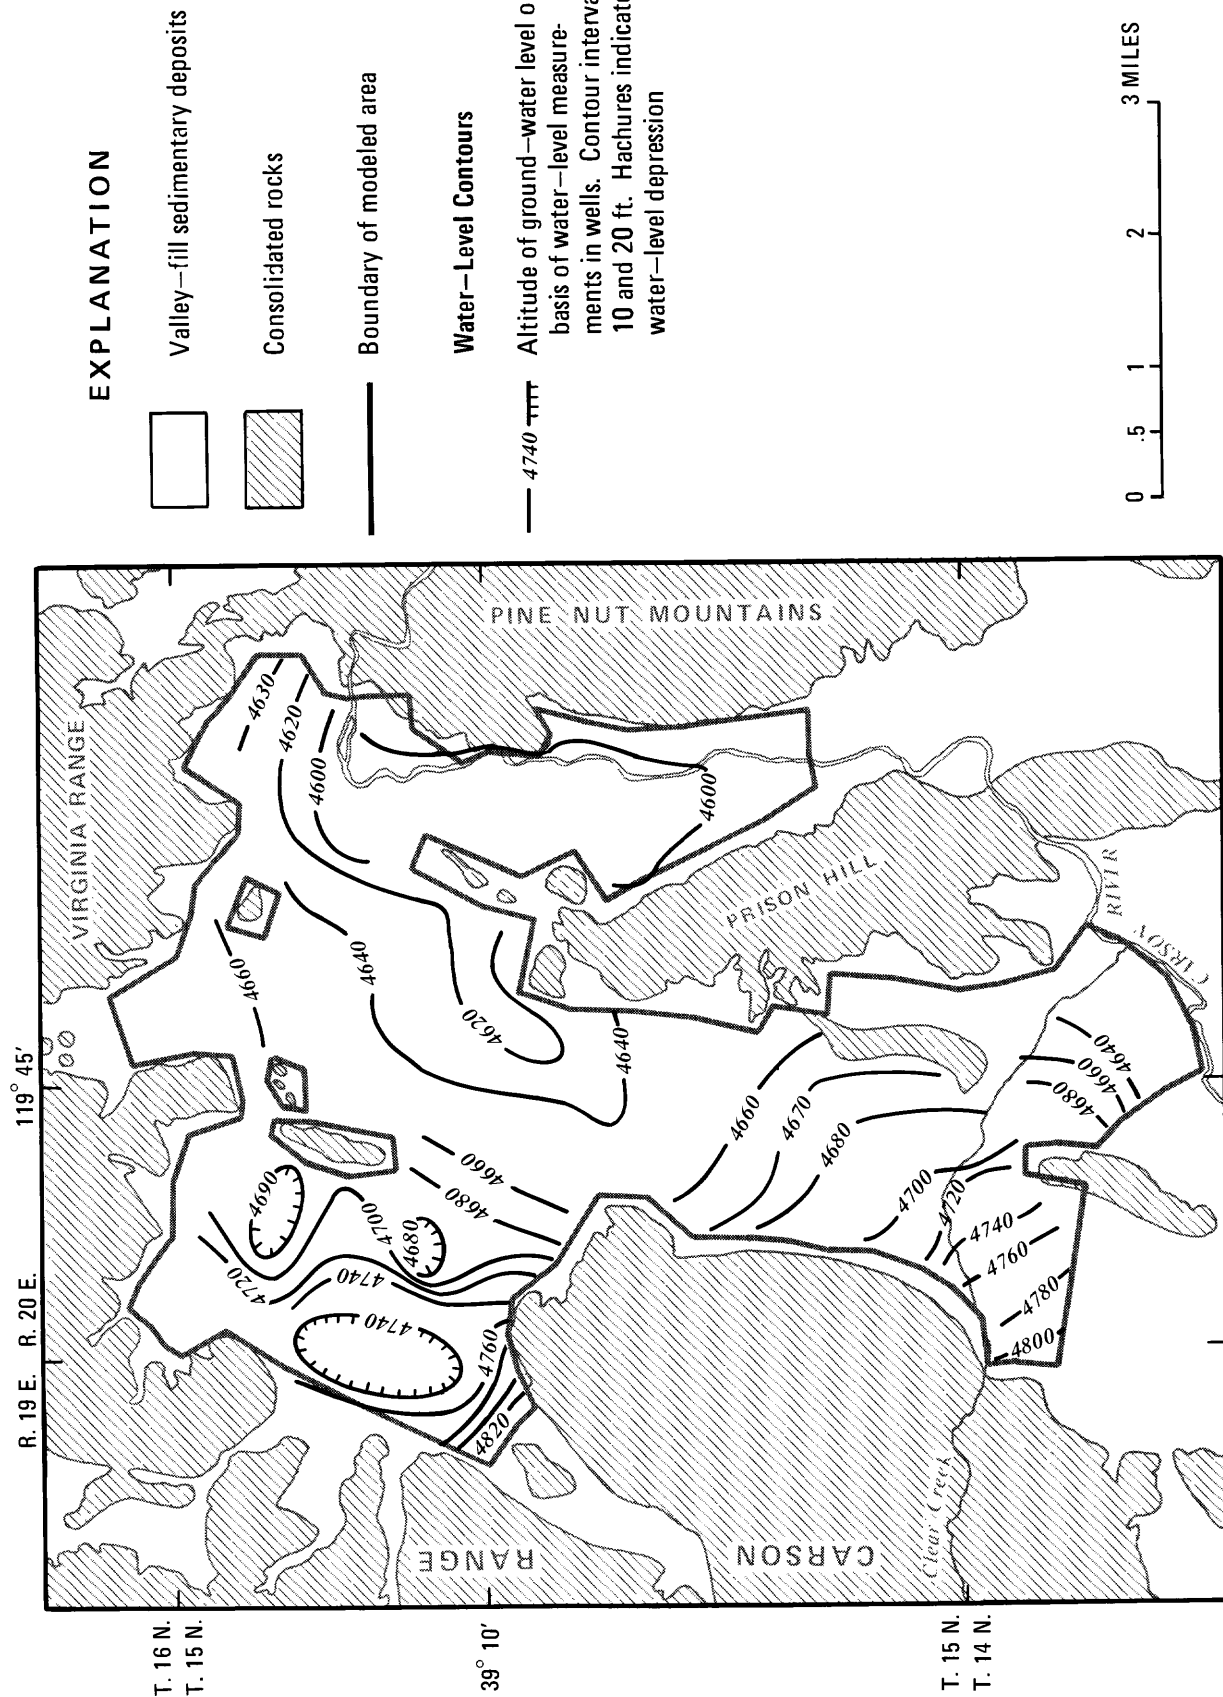 EXPLANATION
Valley-fill sedimentary deposits
Consolidated rocks
Boundary of modeled area
Water-Level Contours
4740
Altitude of ground-water level o
basis of water-level measure-
ments in wells. Contour interva
10 and 20 ft. Hachures indicate
water-level depression
0 .5 1 2 3 MILES
R. 19 E. R. 20 E.
119° 45'
T. 16 N.
T. 15 N.
39° 10'
T. 15 N.
T. 14 N.
VIRGINIA RANGE
PINE NUT MOUNTAINS
PRISON HILL
CARSON
RANGE
Clear Creek
CARSON
RIVER
4630
4620
4600
4660
4640
4620
4640
4600
4690
4720
4700
4680
4740
4740
4760
4820
4660
4680
4660
4670
4680
4700
4720
4740
4760
4780
4800
4640
4660
4680